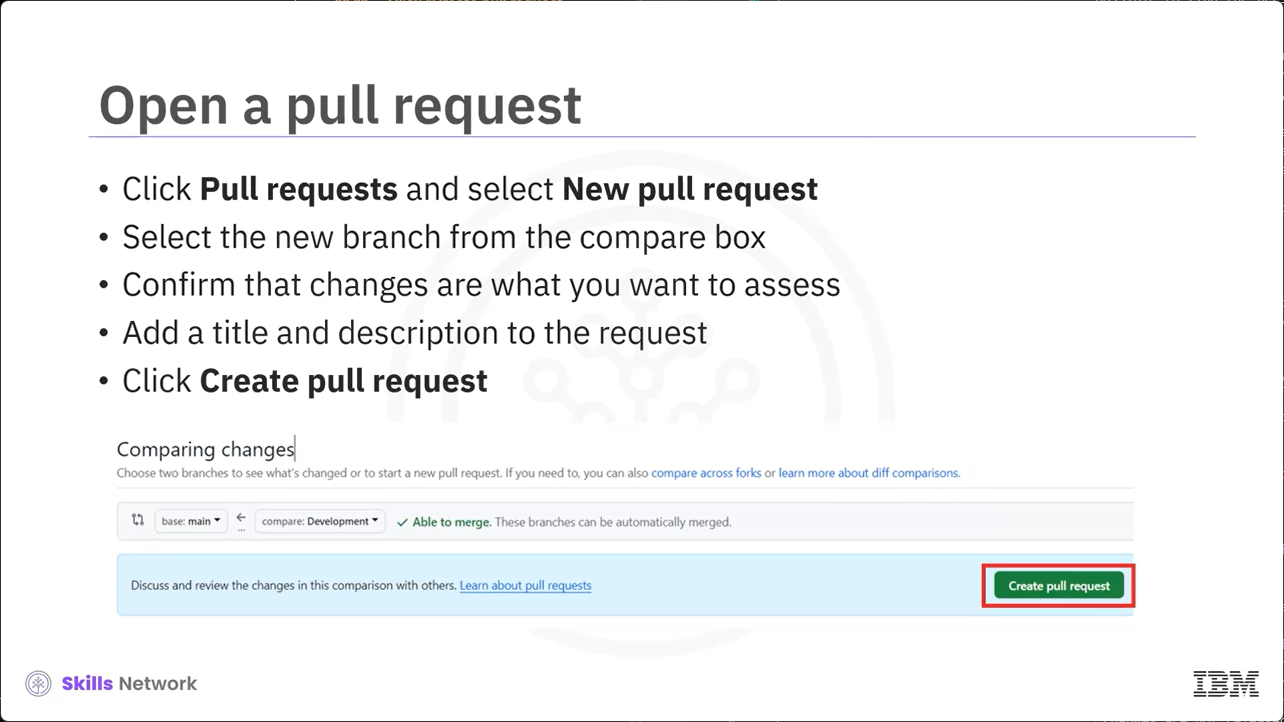 Open a pull request
• Click Pull requests and select New pull request
• Select the new branch from the compare box
• Confirm that changes are what you want to assess
• Add a title and description to the request
• Click Create pull request
Comparing changes
Choose two branches to see what's changed or to start a new pull request. If you need to, you can also compare across forks or learn more about diff comparisons.
base: main ← compare: Development ✓ Able to merge. These branches can be automatically merged.
Discuss and review the changes in this comparison with others. Learn about pull requests
Create pull request
Skills Network
IBM